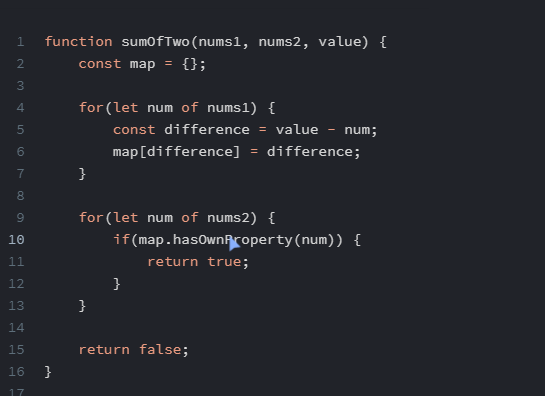 1 function sumOfTwo(nums1, nums2, value) {
2 const map = {};
3
4 for(let num of nums1) {
5 const difference = value - num;
6 map[difference] = difference;
7 }
8
9 for(let num of nums2) {
10 if(map.hasOwnProperty(num)) {
11 return true;
12 }
13 }
14
15 return false;
16 }
17